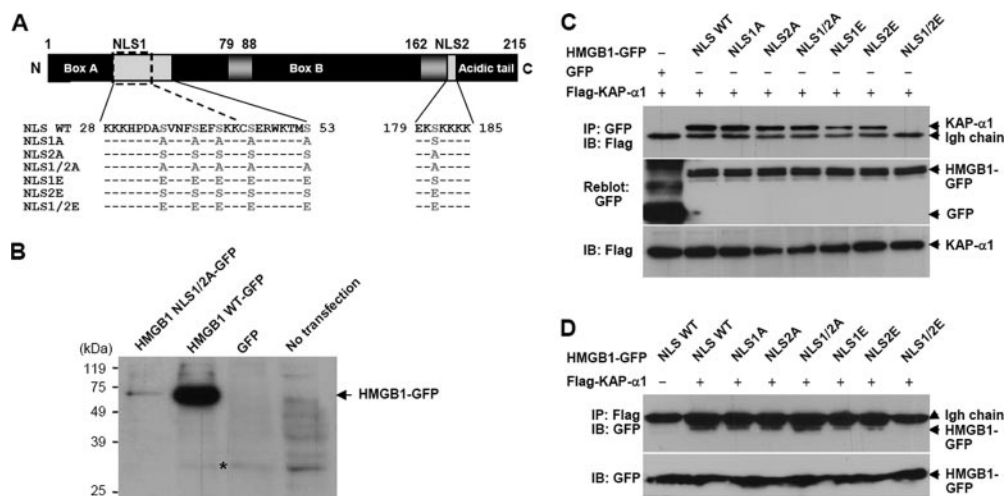 A
1 NLS1 79 88 162 NLS2 215
N Box A Box B Acidic tail C
NLS WT 28 KKKHPDASVNFSEFSKKCSERWKTMS 53 179 EKSKKKK 185
NLS1A -------A---A--A---A------A --S----
NLS2A -------S---S--S---S------S --A----
NLS1/2A -------A---A--A---A------A --A----
NLS1E -------E---E--E---E------E --S----
NLS2E -------S---S--S---S------S --E----
NLS1/2E -------E---E--E---E------E --E----
B
HMGB1 NLS1/2A-GFP
HMGB1 WT-GFP
GFP
No transfection
(kDa)
119
75
HMGB1-GFP
49
39
*
25
C
NLS WT NLS1A NLS2A NLS1/2A NLS1E NLS2E NLS1/2E
HMGB1-GFP –
GFP + – – – – – – –
Flag-KAP-α1 + + + + + + + +
IP: GFP
IB: Flag
KAP-α1
Igh chain
Reblot:
GFP
HMGB1-
GFP
GFP
IB: Flag
KAP-α1
D
HMGB1-GFP NLS WT NLS WT NLS1A NLS2A NLS1/2A NLS1E NLS2E NLS1/2E
Flag-KAP-α1 – + + + + + + +
IP: Flag
IB: GFP
Igh chain
HMGB1-
GFP
IB: GFP
HMGB1-
GFP